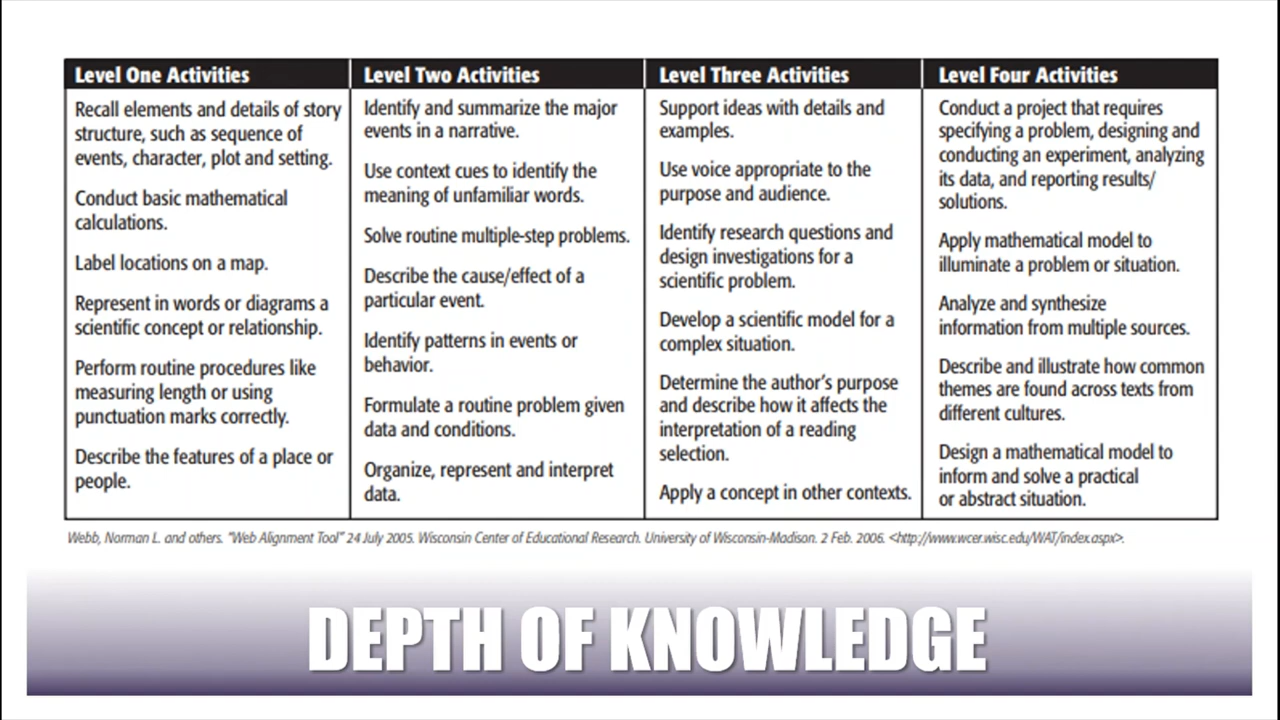 Level One Activities
Recall elements and details of story
structure, such as sequence of
events, character, plot and setting.
Conduct basic mathematical
calculations.
Label locations on a map.
Represent in words or diagrams a
scientific concept or relationship.
Perform routine procedures like
measuring length or using
punctuation marks correctly.
Describe the features of a place or
people.
Level Two Activities
Identify and summarize the major
events in a narrative.
Use context cues to identify the
meaning of unfamiliar words.
Solve routine multiple-step problems.
Describe the cause/effect of a
particular event.
Identify patterns in events or
behavior.
Formulate a routine problem given
data and conditions.
Organize, represent and interpret
data.
Level Three Activities
Support ideas with details and
examples.
Use voice appropriate to the
purpose and audience.
Identify research questions and
design investigations for a
scientific problem.
Develop a scientific model for a
complex situation.
Determine the author's purpose
and describe how it affects the
interpretation of a reading
selection.
Apply a concept in other contexts.
Level Four Activities
Conduct a project that requires
specifying a problem, designing and
conducting an experiment, analyzing
its data, and reporting results/
solutions.
Apply mathematical model to
illuminate a problem or situation.
Analyze and synthesize
information from multiple sources.
Describe and illustrate how common
themes are found across texts from
different cultures.
Design a mathematical model to
inform and solve a practical
or abstract situation.
Webb, Norman L. and others. "Web Alignment Tool" 24 July 2005. Wisconsin Center of Educational Research. University of Wisconsin-Madison. 2 Feb. 2006. <http://www.wcer.wisc.edu/WAT/index.aspx>.
DEPTH OF KNOWLEDGE